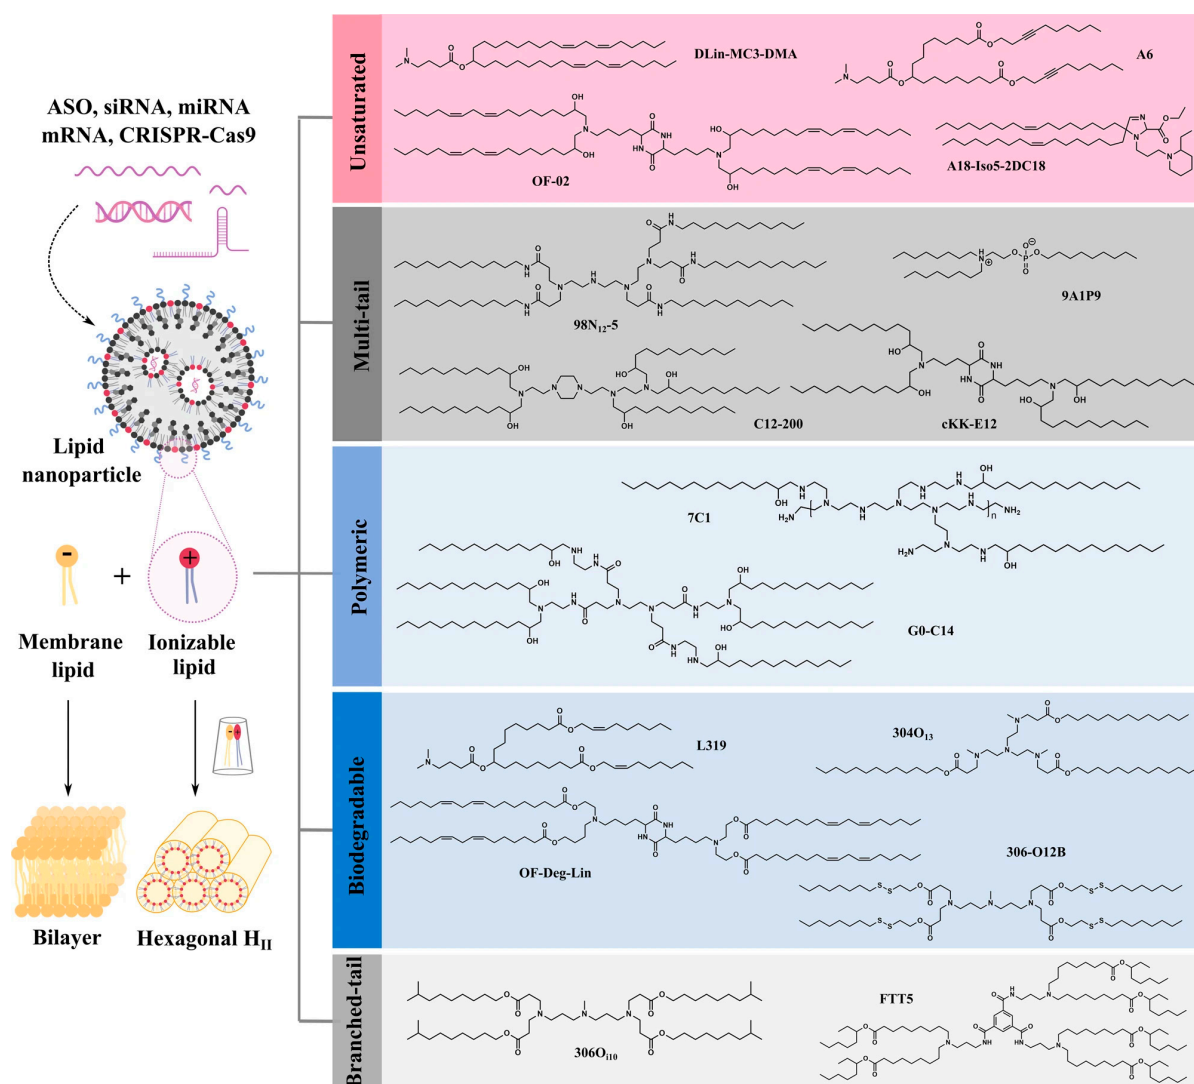 ASO, siRNA, miRNA
mRNA, CRISPR-Cas9
Lipid
nanoparticle
-
+
+
Membrane
lipid
Ionizable
lipid
-
+
Bilayer
Hexagonal HII
Unsaturated
DLin-MC3-DMA
A6
OF-02
A18-Iso5-2DC18
Multi-tail
98N12-5
9A1P9
C12-200
cKK-E12
Polymeric
7C1
G0-C14
Biodegradable
L319
304O13
OF-Deg-Lin
306-O12B
Branched-tail
306Oi10
FTT5